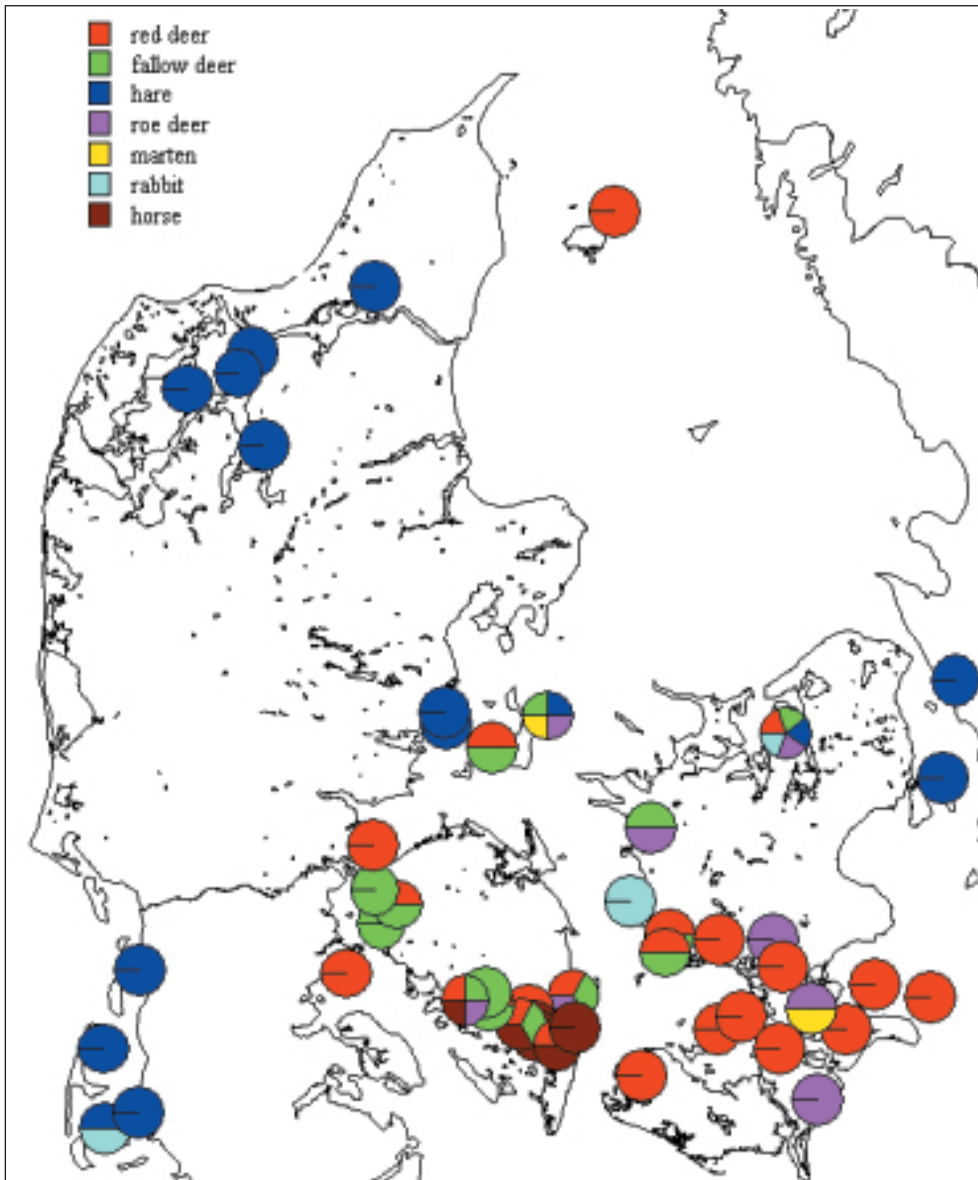 red deer
fallow deer
hare
roe deer
marten
rabbit
horse